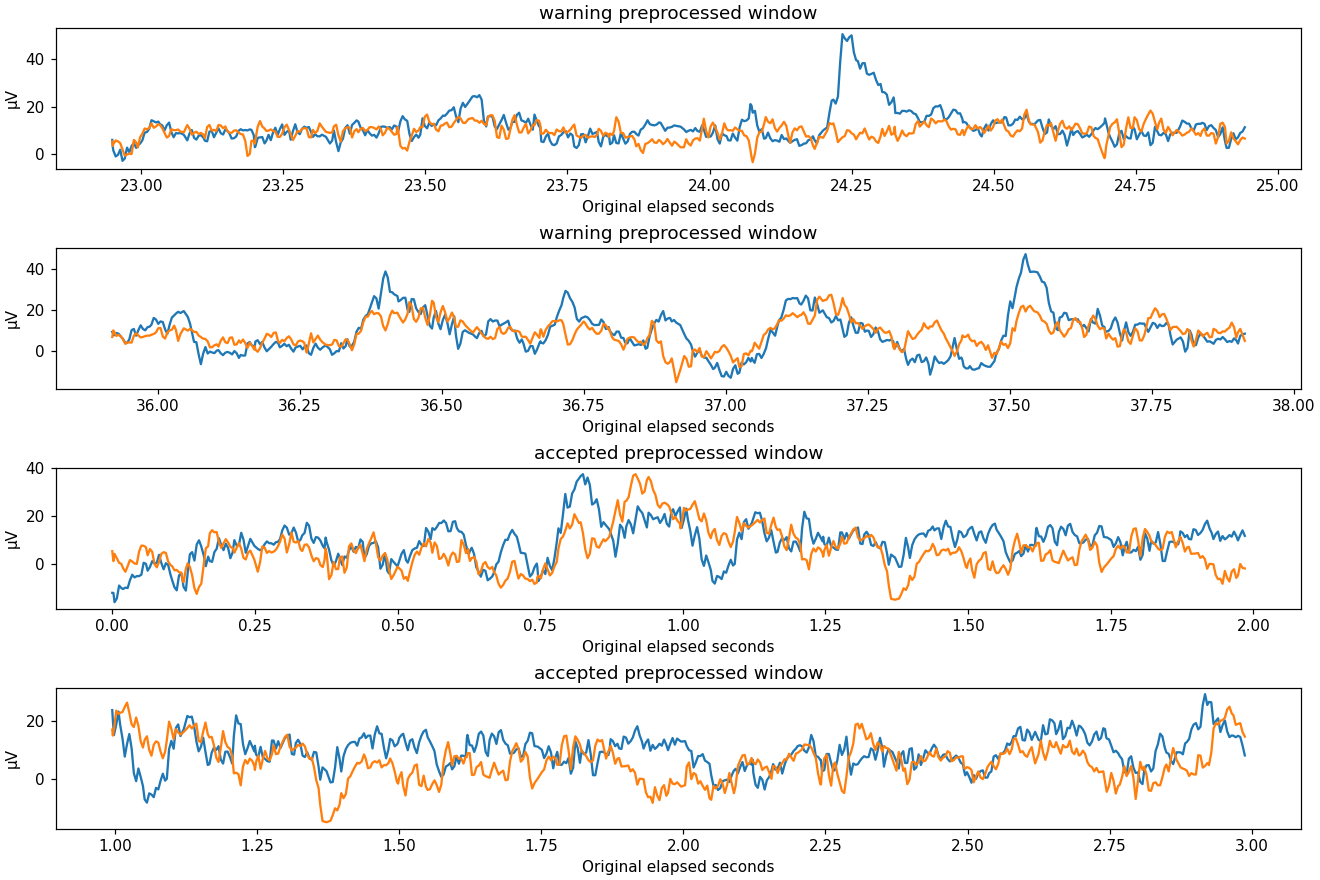 warning preprocessed window
40
20
0
µV
23.00 23.25 23.50 23.75 24.00 24.25 24.50 24.75 25.00
Original elapsed seconds
warning preprocessed window
40
20
0
µV
36.00 36.25 36.50 36.75 37.00 37.25 37.50 37.75 38.00
Original elapsed seconds
accepted preprocessed window
40
20
0
µV
0.00 0.25 0.50 0.75 1.00 1.25 1.50 1.75 2.00
Original elapsed seconds
accepted preprocessed window
20
0
µV
1.00 1.25 1.50 1.75 2.00 2.25 2.50 2.75 3.00
Original elapsed seconds